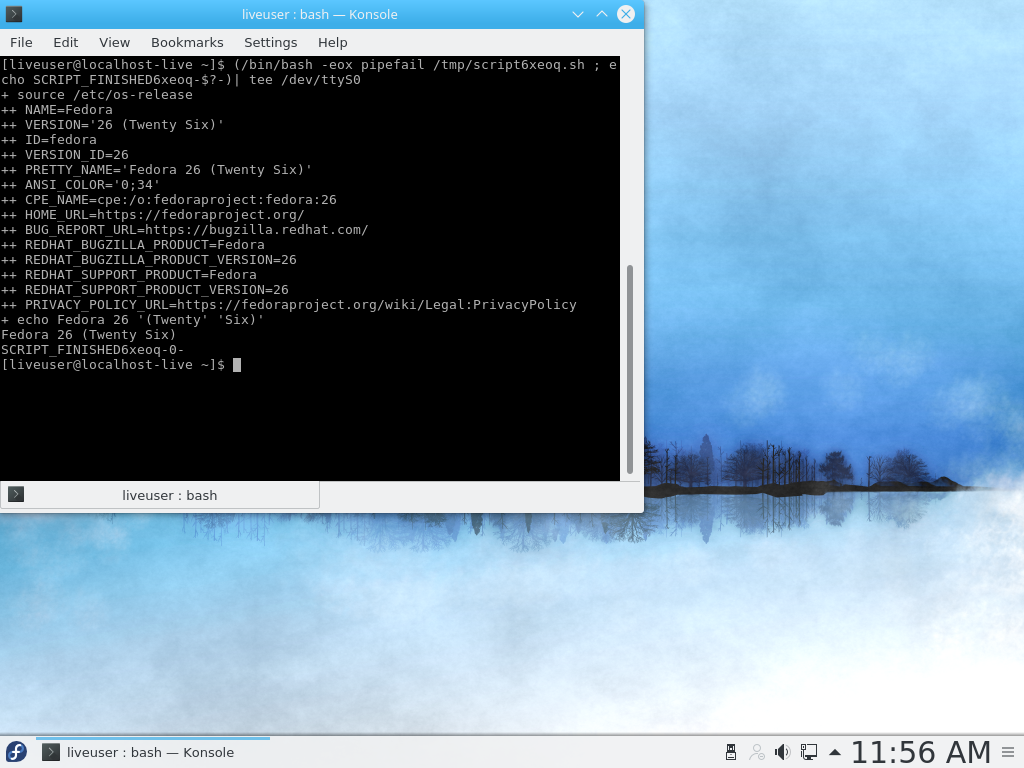 liveuser : bash — Konsole
File Edit View Bookmarks Settings Help
[liveuser@localhost-live ~]$ (/bin/bash -eox pipefail /tmp/script6xeoq.sh ; e
cho SCRIPT_FINISHED6xeoq-$?-)| tee /dev/ttyS0
+ source /etc/os-release
++ NAME=Fedora
++ VERSION='26 (Twenty Six)'
++ ID=fedora
++ VERSION_ID=26
++ PRETTY_NAME='Fedora 26 (Twenty Six)'
++ ANSI_COLOR='0;34'
++ CPE_NAME=cpe:/o:fedoraproject:fedora:26
++ HOME_URL=https://fedoraproject.org/
++ BUG_REPORT_URL=https://bugzilla.redhat.com/
++ REDHAT_BUGZILLA_PRODUCT=Fedora
++ REDHAT_BUGZILLA_PRODUCT_VERSION=26
++ REDHAT_SUPPORT_PRODUCT=Fedora
++ REDHAT_SUPPORT_PRODUCT_VERSION=26
++ PRIVACY_POLICY_URL=https://fedoraproject.org/wiki/Legal:PrivacyPolicy
+ echo Fedora 26 '(Twenty' 'Six)'
Fedora 26 (Twenty Six)
SCRIPT_FINISHED6xeoq-0-
[liveuser@localhost-live ~]$
liveuser : bash
liveuser : bash — Konsole
11:56 AM